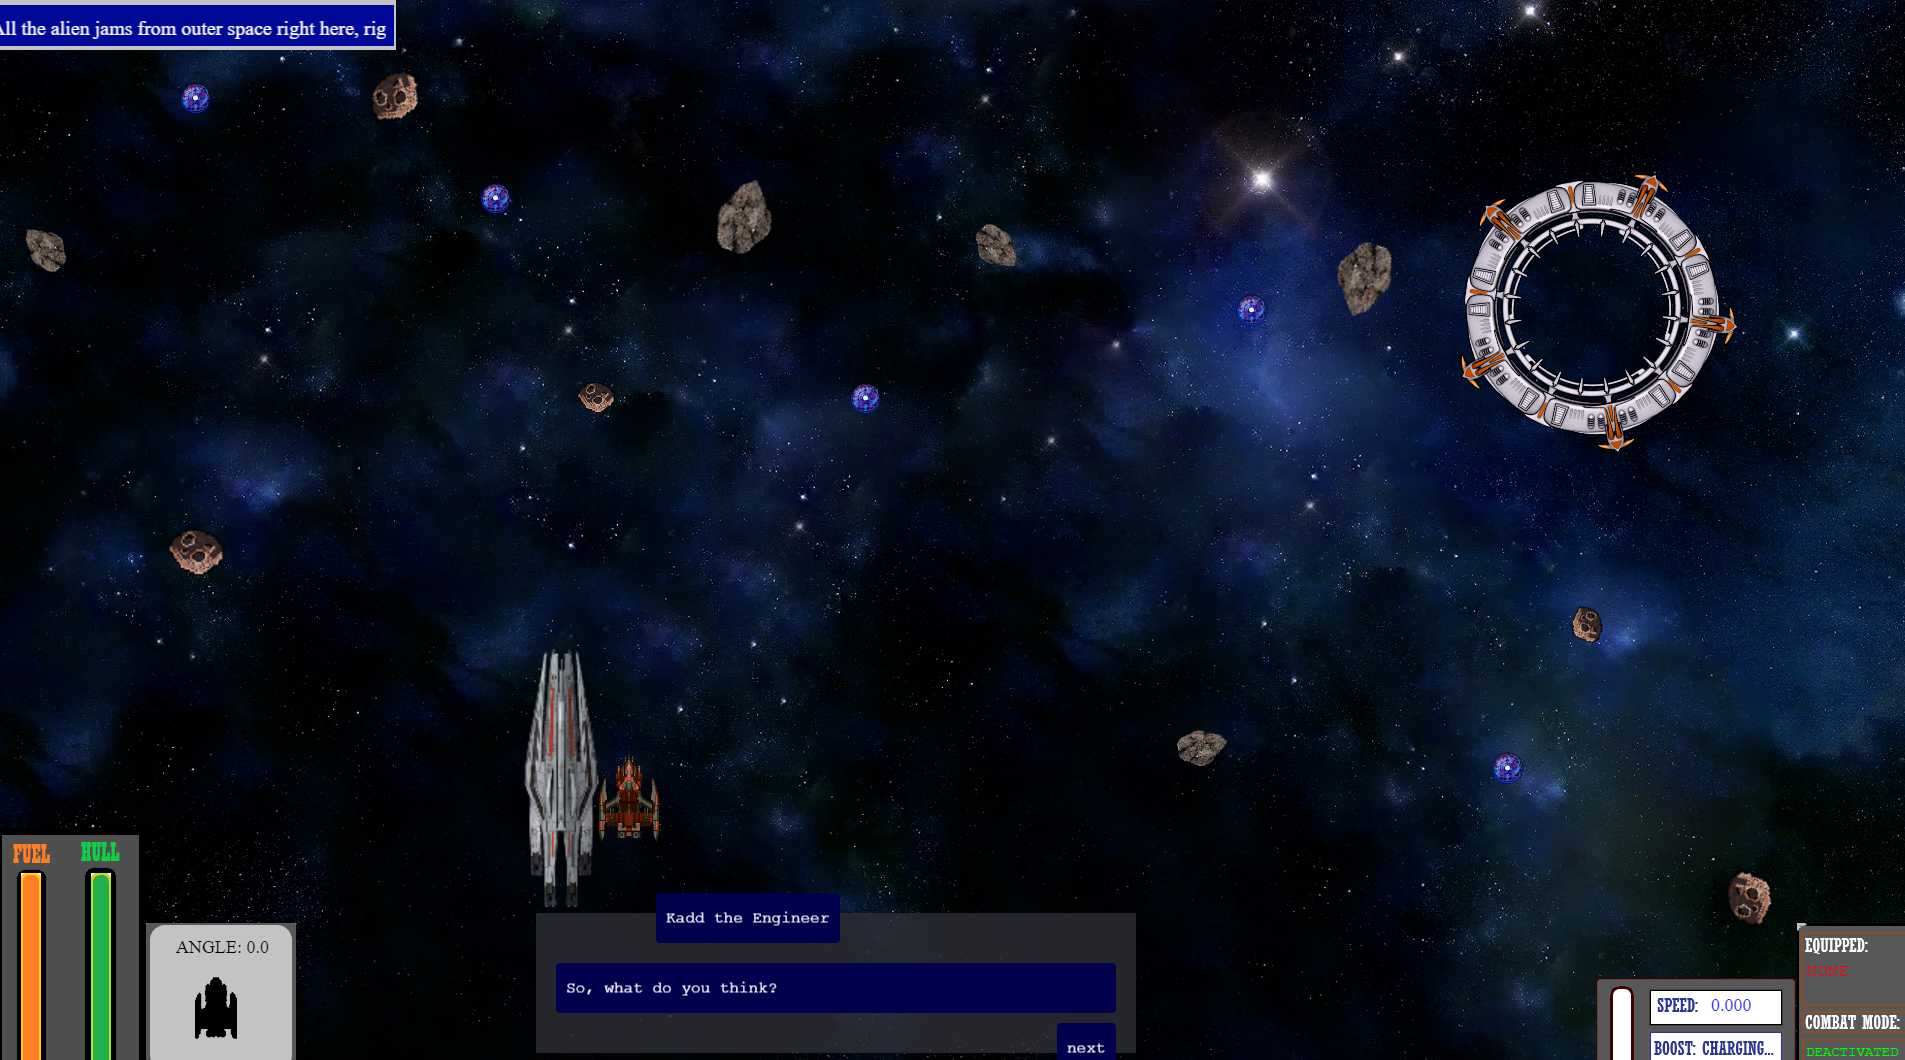 All the alien jams from outer space right here, rig
FUEL HULL
ANGLE: 0.0
Kadd the Engineer
So, what do you think?
next
SPEED: 0.000
BOOST: CHARGING...
EQUIPPED:
NONE
COMBAT MODE:
DEACTIVATED